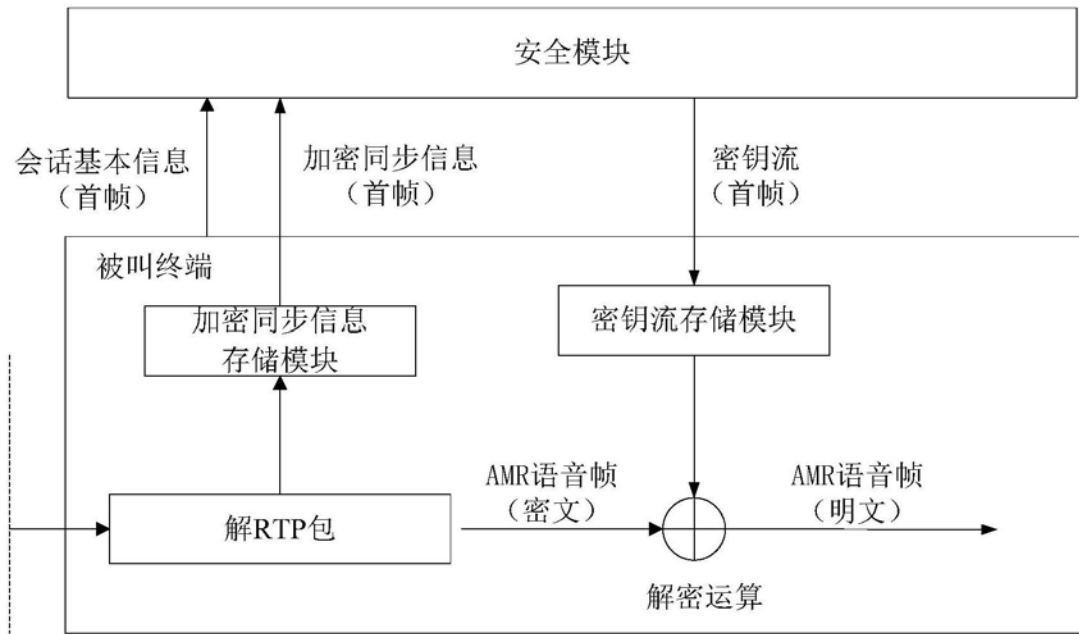 安全模块
会话基本信息
（首帧）
加密同步信息
（首帧）
密钥流
（首帧）
被叫终端
加密同步信息
存储模块
密钥流存储模块
AMR语音帧
（密文）
AMR语音帧
（明文）
解RTP包
解密运算